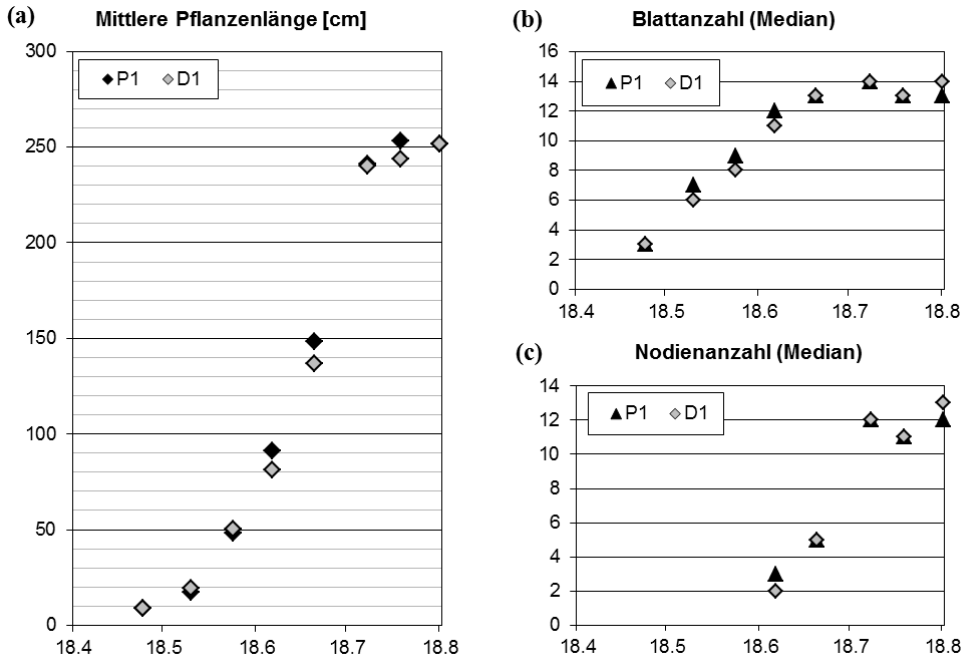 (a) Mittlere Pflanzenlänge [cm]
300
250
200
150
100
50
0
P1 D1
18.4 18.5 18.6 18.7 18.8
(b) Blattanzahl (Median)
16
14
12
10
8
6
4
2
0
P1 D1
18.4 18.5 18.6 18.7 18.8
(c) Nodienanzahl (Median)
14
12
10
8
6
4
2
0
P1 D1
18.4 18.5 18.6 18.7 18.8